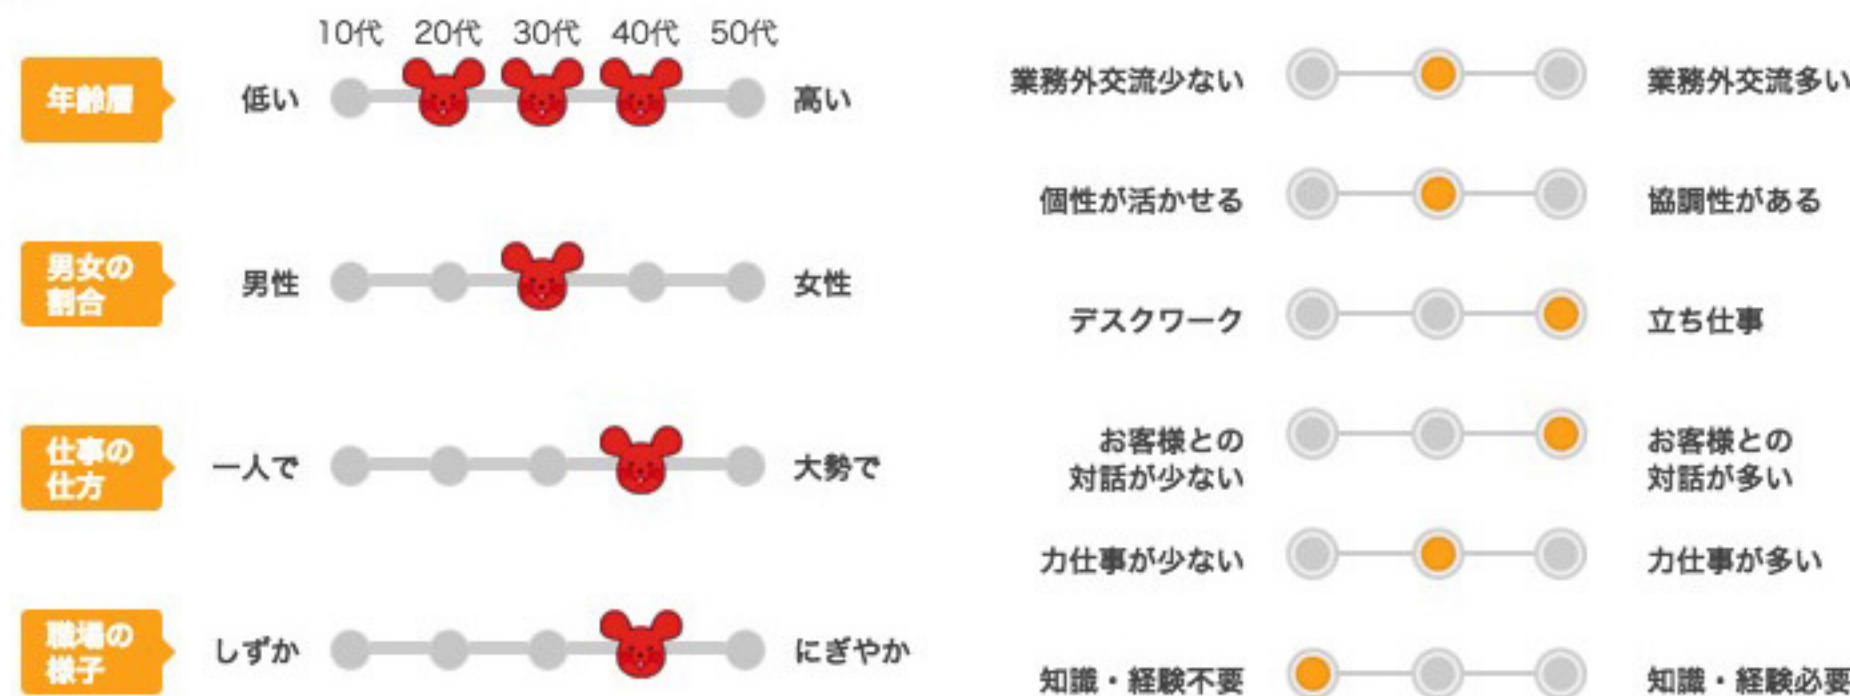 10代 20代 30代 40代 50代
年齢層
低い
高い
男女の
割合
男性
女性
仕事の
仕方
一人で
大勢で
職場の
様子
しずか
にぎやか
業務外交流少ない
業務外交流多い
個性が活かせる
協調性がある
デスクワーク
立ち仕事
お客様との
対話が少ない
お客様との
対話が多い
力仕事が少ない
力仕事が多い
知識・経験不要
知識・経験必要